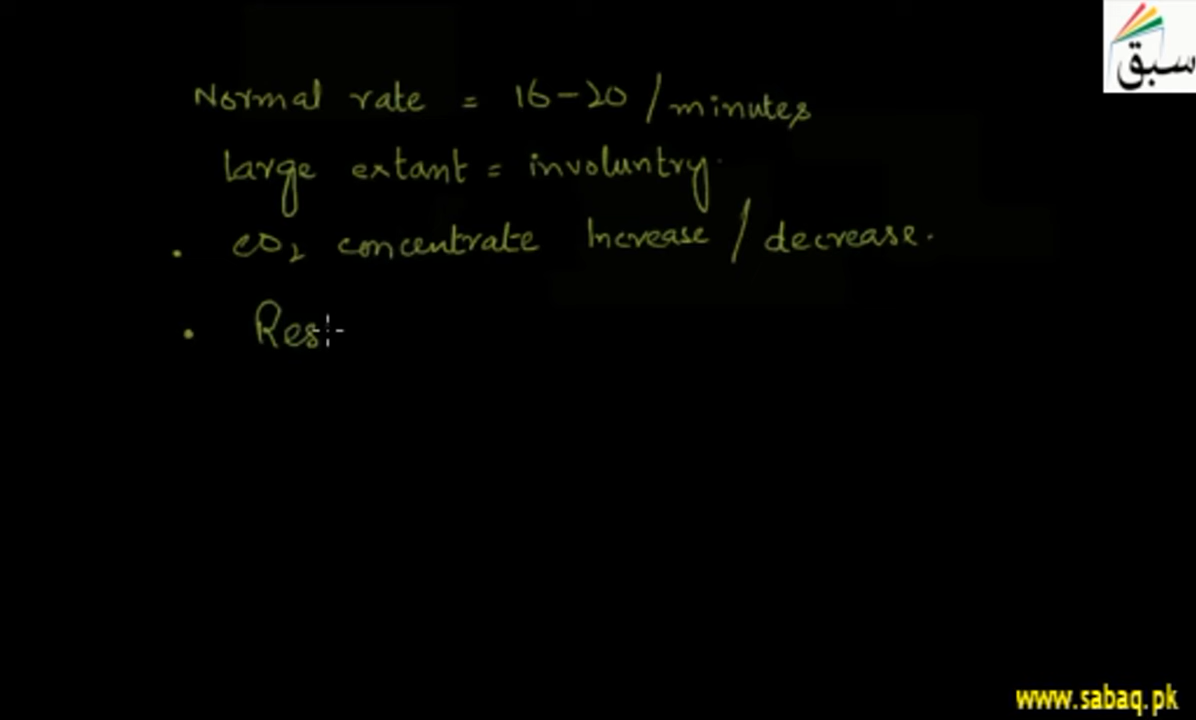 سبق
Normal rate = 16-20 / minutes
Large extant = involuntry.
. CO2 concentrate Increase / decrease.
. Res
www.sabaq.pk